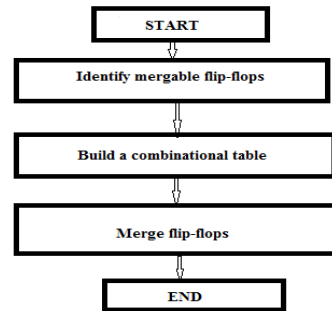 START
Identify mergable flip-flops
Build a combinational table
Merge flip-flops
END